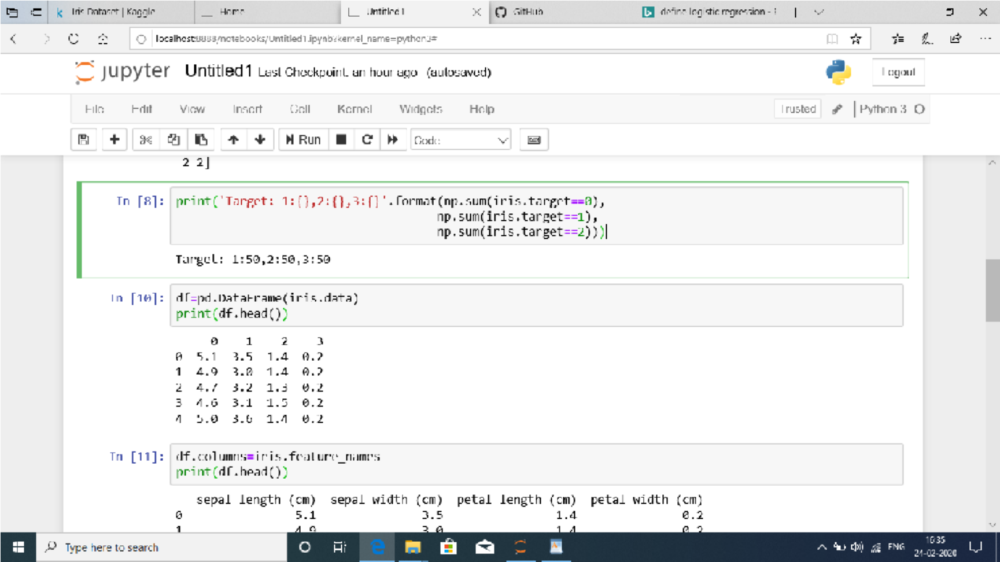 Iris Dataset | Kaggle
Home
Untitled1
GitHub
define logistic regression -
localhost:8888/notebooks/Untitled1.ipynb?kernel_name=python3#
jupyter Untitled1 Last Checkpoint: an hour ago (autosaved)
Logout
File Edit View Insert Cell Kernel Widgets Help
Trusted
Python 3
Run
Code
2 2]
In [8]: print('Target: 1:{},2:{},3:{}'.format(np.sum(iris.target==0),
np.sum(iris.target==1),
np.sum(iris.target==2)))
Target: 1:50,2:50,3:50
In [10]: df=pd.DataFrame(iris.data)
print(df.head())
0 1 2 3
0 5.1 3.5 1.4 0.2
1 4.9 3.0 1.4 0.2
2 4.7 3.2 1.3 0.2
3 4.6 3.1 1.5 0.2
4 5.0 3.6 1.4 0.2
In [11]: df.columns=iris.feature_names
print(df.head())
sepal length (cm) sepal width (cm) petal length (cm) petal width (cm)
0 5.1 3.5 1.4 0.2
1 4.9 3.0 1.4 0.2
Type here to search
ENG
16:35
24-02-2020